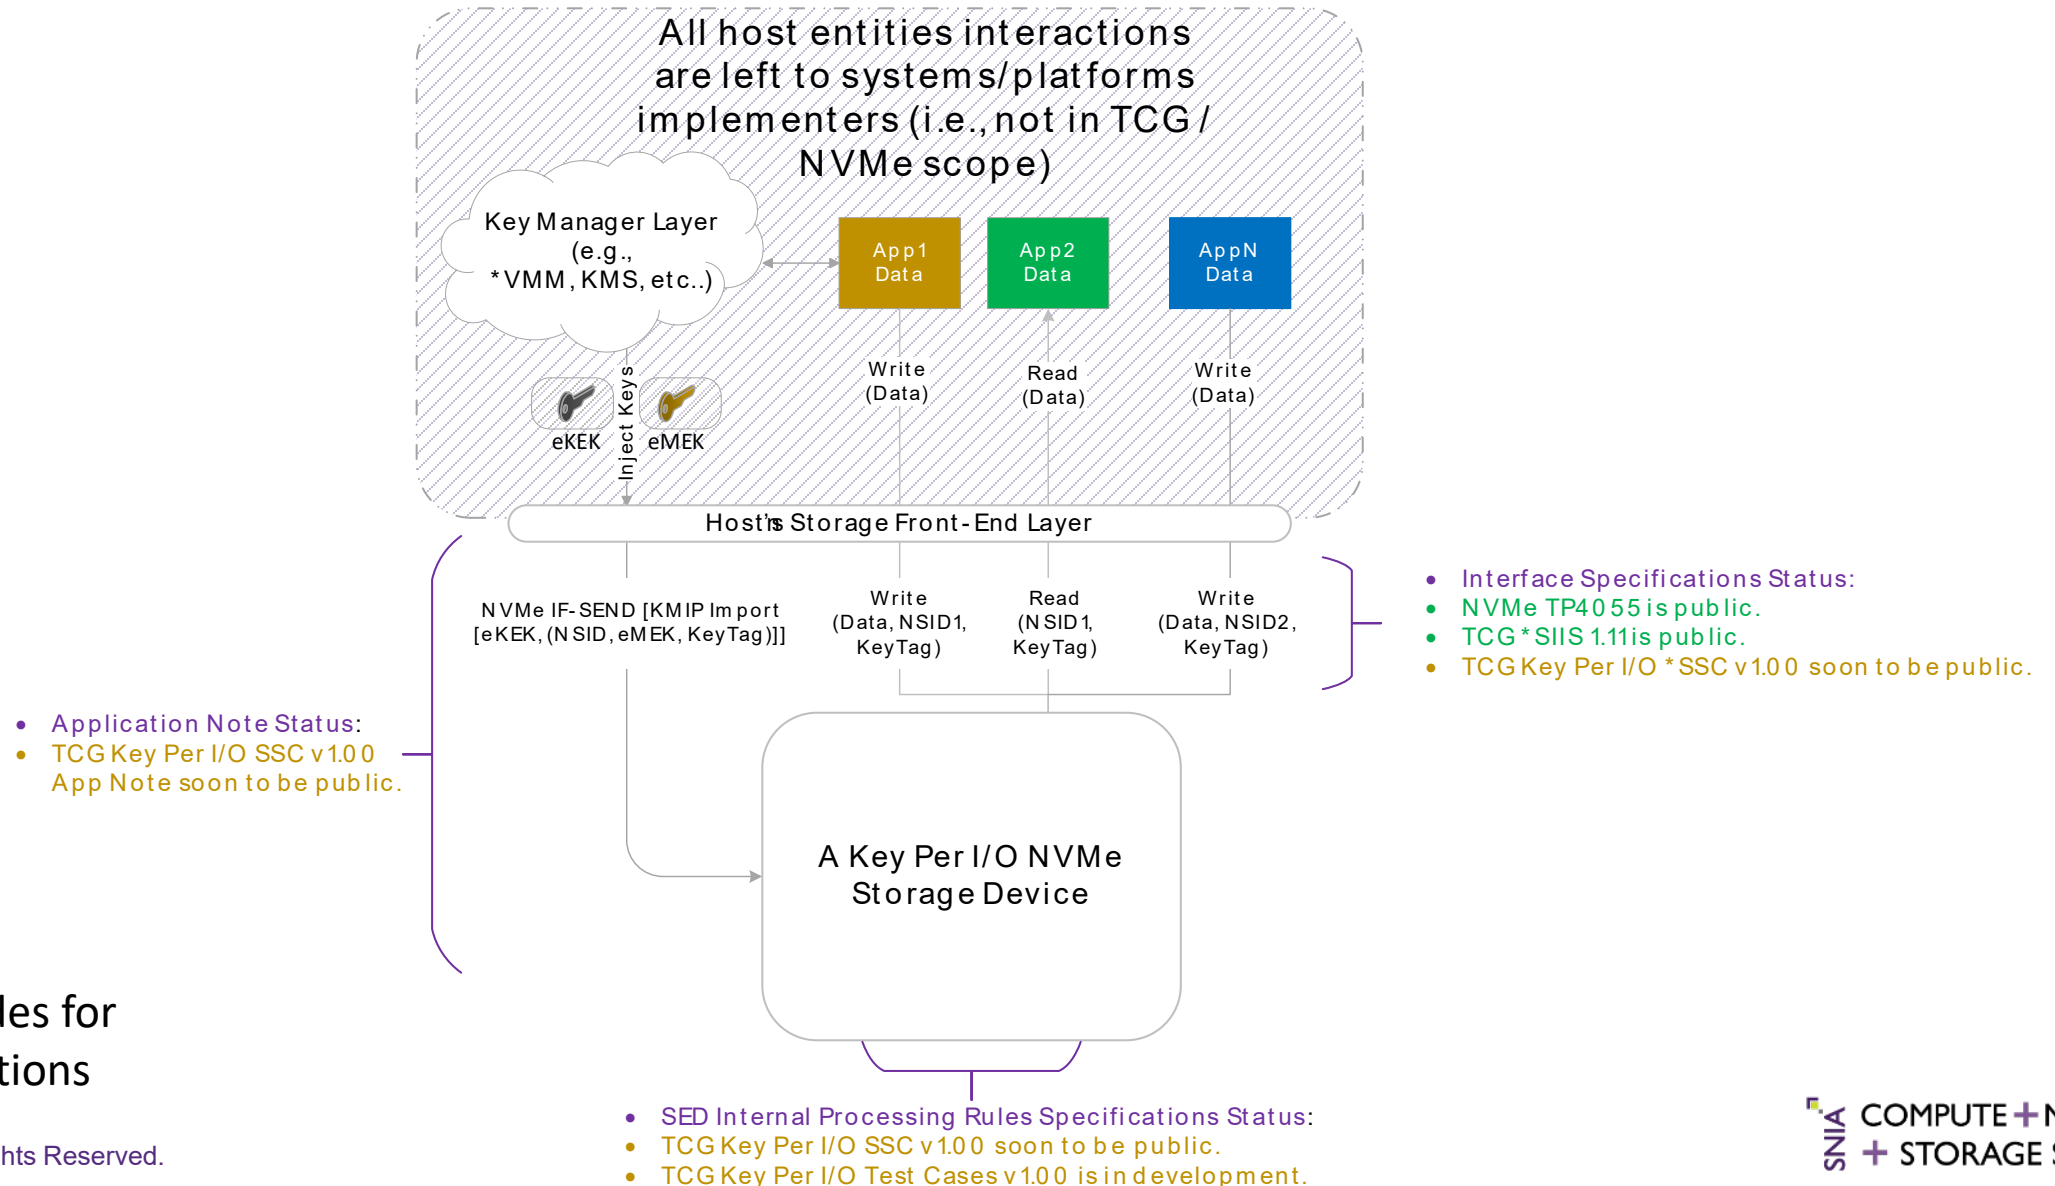 All host entities interactions
are left to systems/platforms
implementers (i.e., not in TCG /
NVMe scope)
Key Manager Layer
(e.g.,
*VMM, KMS, etc..)
App1
Data
App2
Data
AppN
Data
Write
(Data)
Read
(Data)
Write
(Data)
Inject Keys
eKEK
eMEK
Host's Storage Front-End Layer
NVMe IF-SEND [KMIP Import
[eKEK, (NSID, eMEK, KeyTag)]]
Write
(Data, NSID1,
KeyTag)
Read
(NSID1,
KeyTag)
Write
(Data, NSID2,
KeyTag)
• Interface Specifications Status:
• NVMe TP4055 is public.
• TCG *SIIS 1.11 is public.
• TCG Key Per I/O *SSC v1.00 soon to be public.
• Application Note Status:
• TCG Key Per I/O SSC v1.00
App Note soon to be public.
A Key Per I/O NVMe
Storage Device
les for
tions
• SED Internal Processing Rules Specifications Status:
• TCG Key Per I/O SSC v1.00 soon to be public.
• TCG Key Per I/O Test Cases v1.00 is in development.
hts Reserved.
SNIA
COMPUTE + 
+ STORAGE